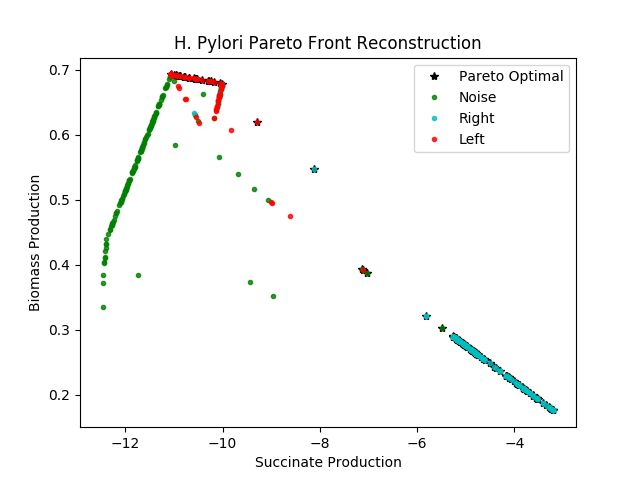 H. Pylori Pareto Front Reconstruction
Pareto Optimal
Noise
Right
Left
Biomass Production
0.7
0.6
0.5
0.4
0.3
0.2
−12
−10
−8
−6
−4
Succinate Production